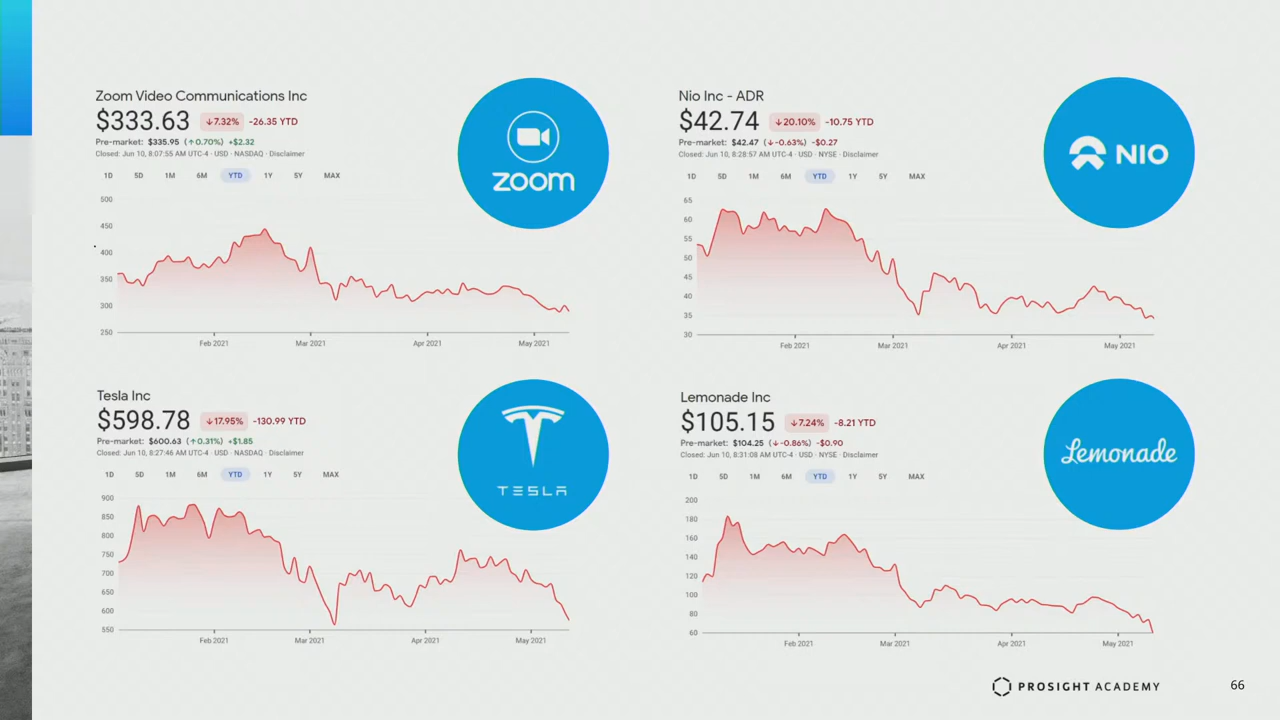 Zoom Video Communications Inc
$333.63 ↓7.32% -26.35 YTD
Pre-market: $335.95 (↑0.70%) +$2.32
Closed: Jun 10, 8:07:55 AM UTC-4 · USD · NASDAQ · Disclaimer
1D 5D 1M 6M YTD 1Y 5Y MAX
500
450
400
350
300
250
Feb 2021 Mar 2021 Apr 2021 May 2021
zoom
Nio Inc - ADR
$42.74 ↓20.10% -10.75 YTD
Pre-market: $42.47 (↓-0.63%) -$0.27
Closed: Jun 10, 8:28:57 AM UTC-4 · USD · NYSE · Disclaimer
1D 5D 1M 6M YTD 1Y 5Y MAX
65
60
55
50
45
40
35
30
Feb 2021 Mar 2021 Apr 2021 May 2021
NIO
Tesla Inc
$598.78 ↓17.95% -130.99 YTD
Pre-market: $600.63 (↑0.31%) +$1.85
Closed: Jun 10, 8:27:46 AM UTC-4 · USD · NASDAQ · Disclaimer
1D 5D 1M 6M YTD 1Y 5Y MAX
900
850
800
750
700
650
600
550
Feb 2021 Mar 2021 Apr 2021 May 2021
TESLA
Lemonade Inc
$105.15 ↓7.24% -8.21 YTD
Pre-market: $104.25 (↓-0.86%) -$0.90
Closed: Jun 10, 8:31:08 AM UTC-4 · USD · NYSE · Disclaimer
1D 5D 1M 6M YTD 1Y 5Y MAX
200
180
160
140
120
100
80
60
Feb 2021 Mar 2021 Apr 2021 May 2021
Lemonade
PROSIGHT ACADEMY
66